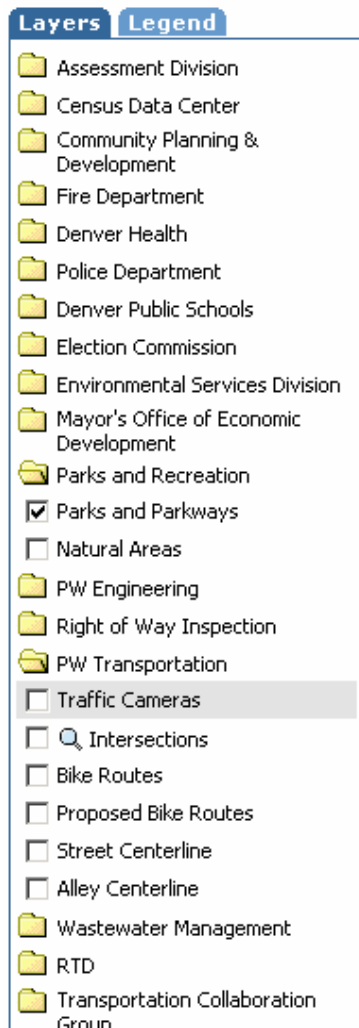 Layers Legend
Assessment Division
Census Data Center
Community Planning &
Development
Fire Department
Denver Health
Police Department
Denver Public Schools
Election Commission
Environmental Services Division
Mayor's Office of Economic
Development
Parks and Recreation
Parks and Parkways
Natural Areas
PW Engineering
Right of Way Inspection
PW Transportation
Traffic Cameras
Intersections
Bike Routes
Proposed Bike Routes
Street Centerline
Alley Centerline
Wastewater Management
RTD
Transportation Collaboration
Group